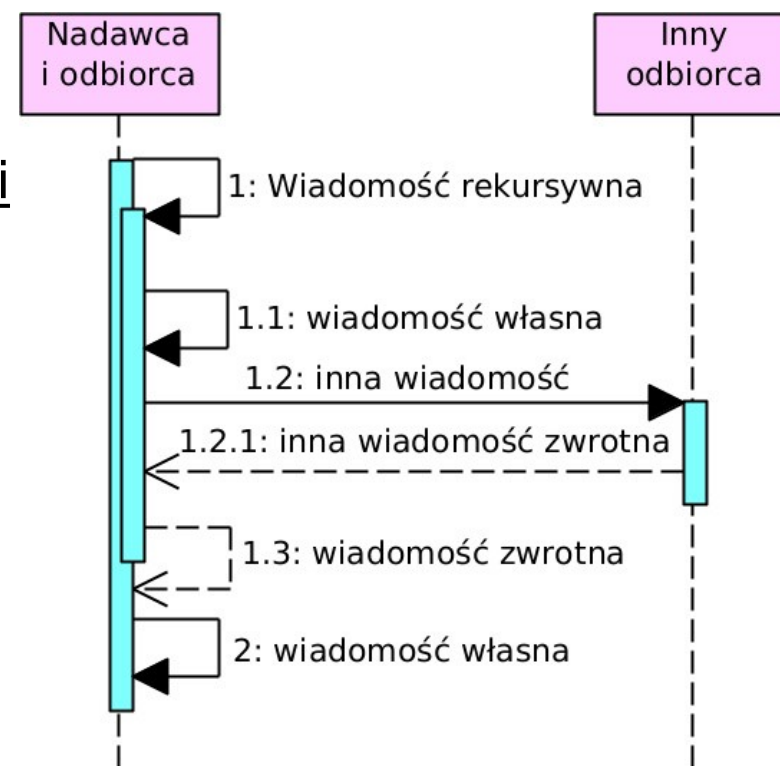 Nadawca
i odbiorca
Inny
odbiorca
i
1: Wiadomość rekursywna
1.1: wiadomość własna
1.2: inna wiadomość
1.2.1: inna wiadomość zwrotna
1.3: wiadomość zwrotna
2: wiadomość własna